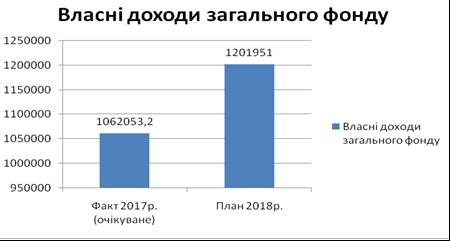 Власні доходи загального фонду
1250000
1200000
1150000
1100000
1050000
1000000
950000
1062053,2
1201951
Факт 2017р.
(очікуване)
План 2018р.
Власні доходи
загального фонду